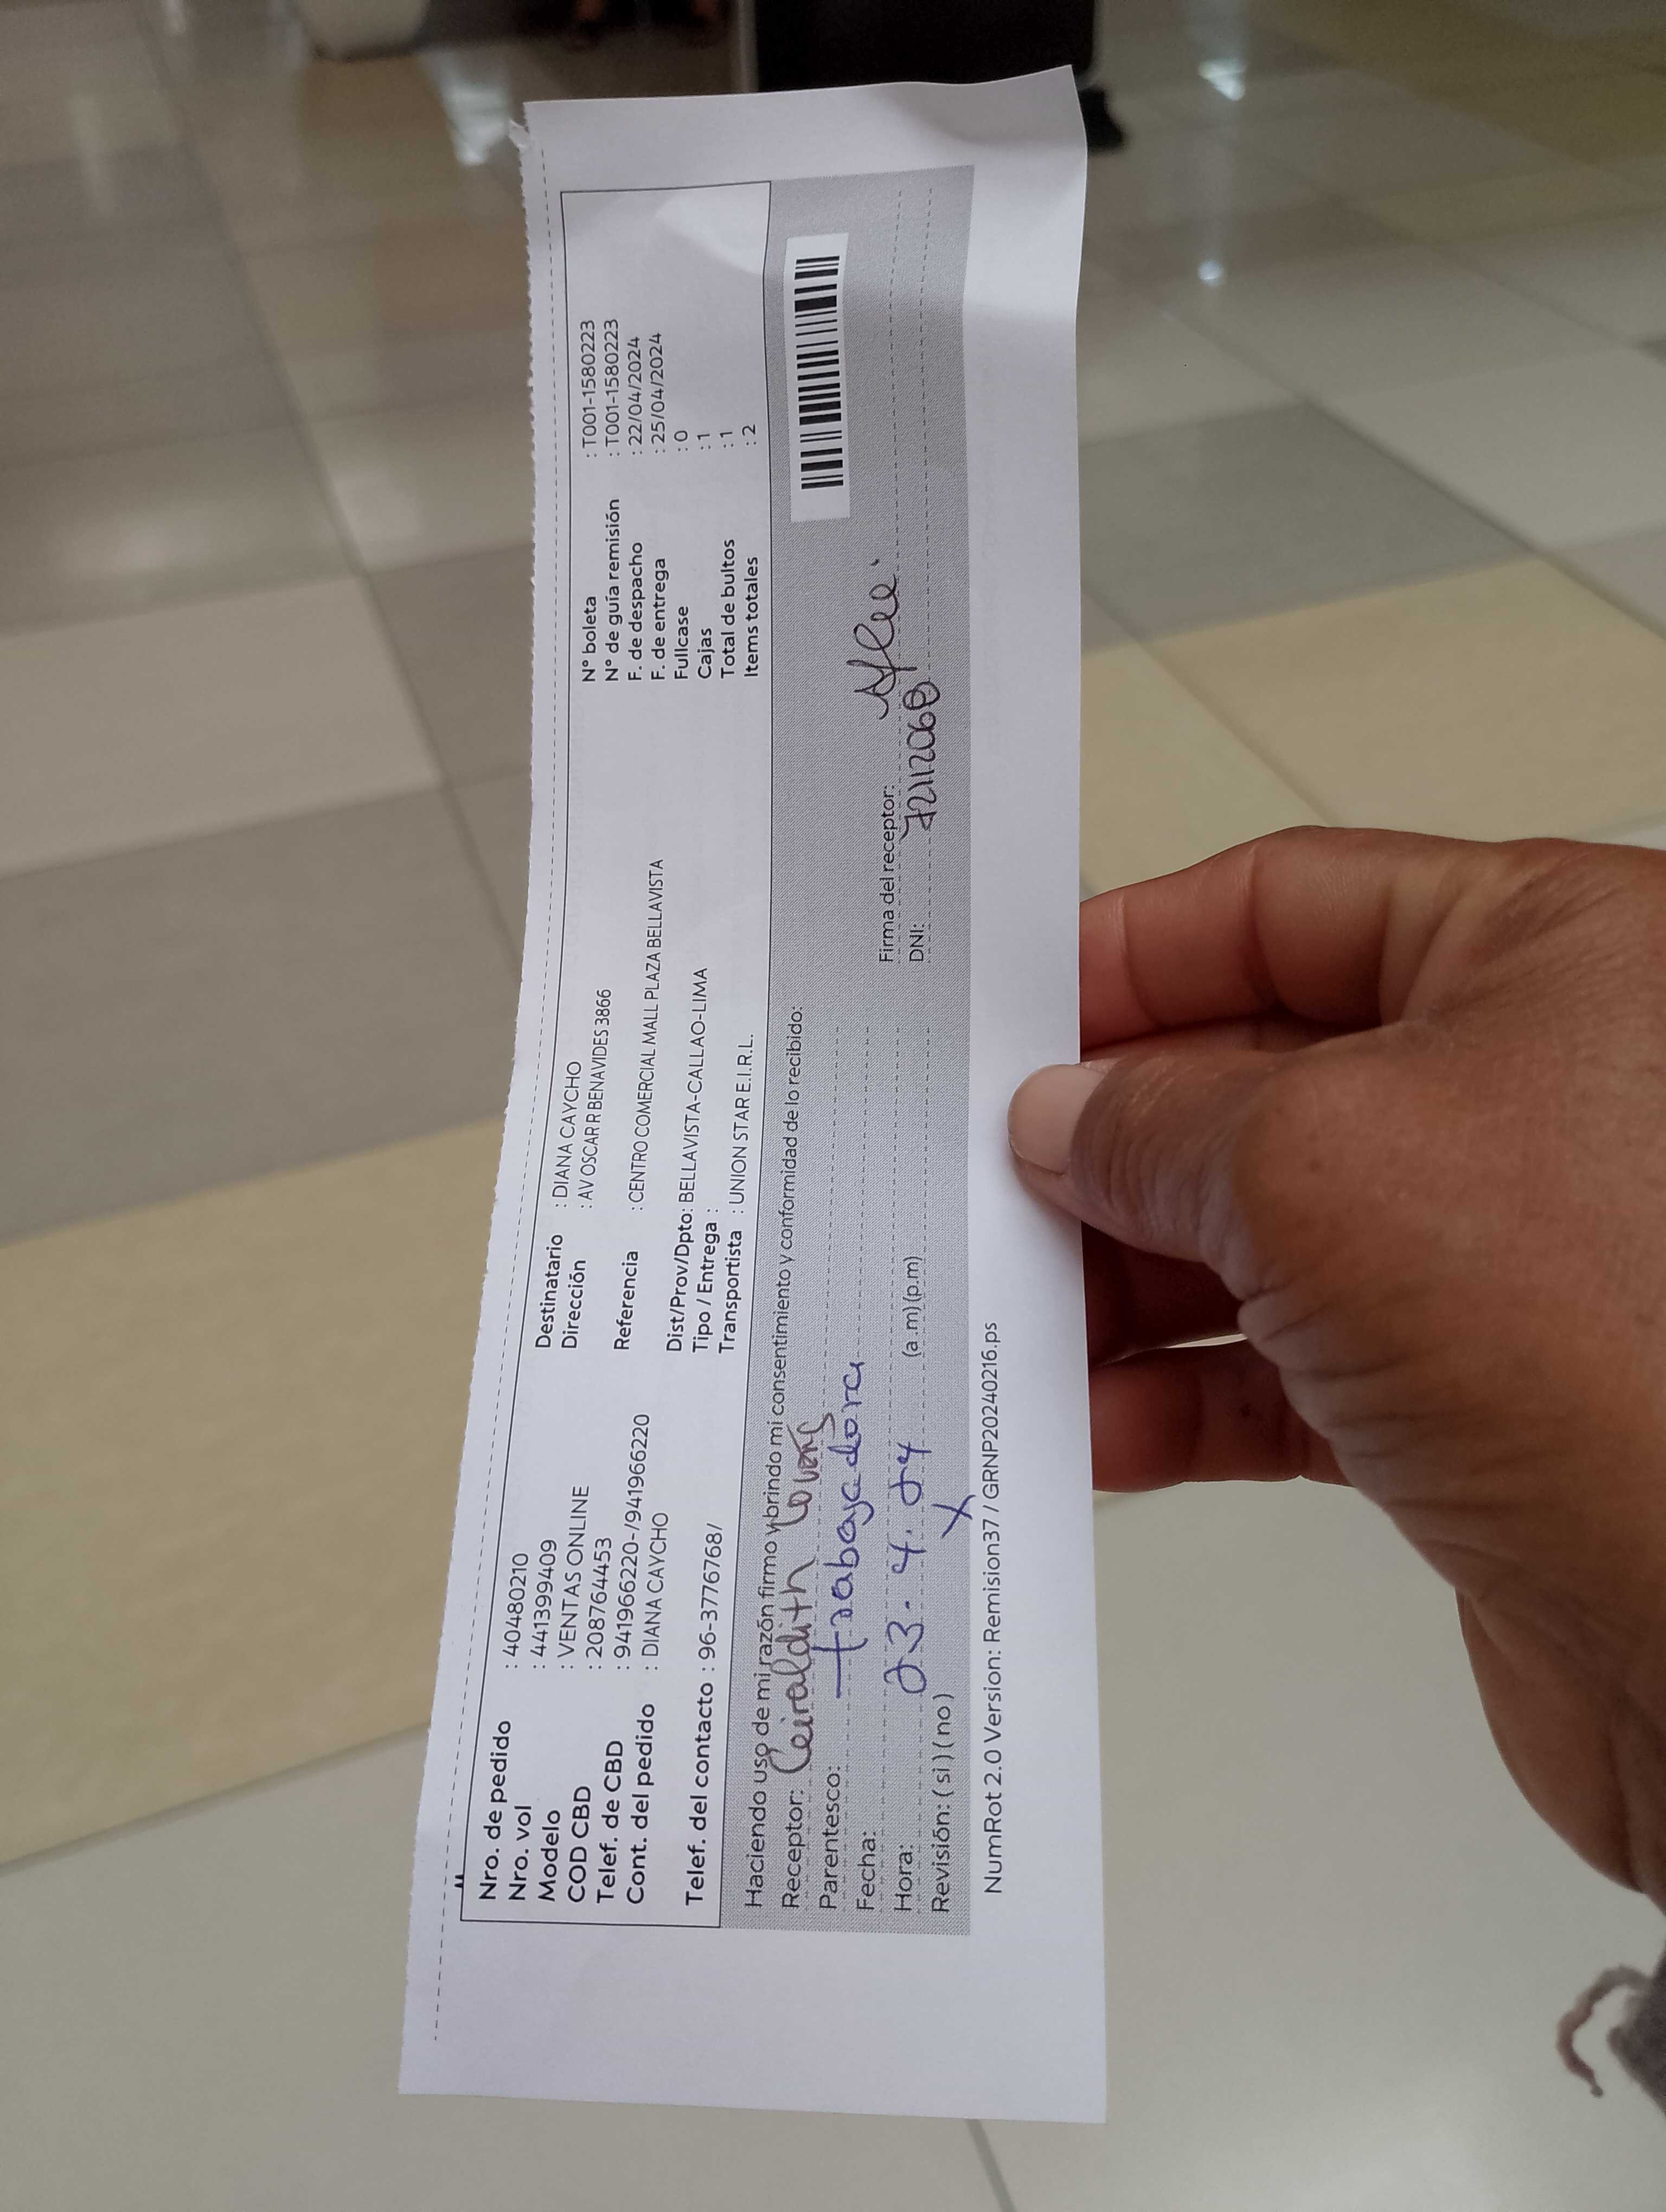 Nro. de pedido : 40480210
Nro. vol : 441399409
Modelo : VENTAS ONLINE
COD CBD : 208764453
Telef. de CBD : 941966220-/941966220
Cont. del pedido : DIANA CAYCHO
Telef. del contacto : 96-3776768/
Destinatario : DIANA CAYCHO
Dirección : AV OSCAR R BENAVIDES 3866
Referencia : CENTRO COMERCIAL MALL PLAZA BELLAVISTA
Dist/Prov/Dpto: BELLAVISTA-CALLAO-LIMA
Tipo / Entrega :
Transportista : UNION STAR E.I.R.L.
N° boleta : T001-1580223
N° de guía remisión : T001-1580223
F. de despacho : 22/04/2024
F. de entrega : 25/04/2024
Fullcase : 0
Cajas : 1
Total de bultos : 1
Items totales : 2
Haciendo uso de mi razón firmo y brindo mi consentimiento y conformidad de lo recibido:
Receptor:
Parentesco: trabajadora
Fecha: 23.4.
Hora: (a.m)(p.m)
Revisión: (si)(no) X
Firma del receptor:
DNI:
NumRot 2.0 Version: Remision37 / GRNP20240216.ps